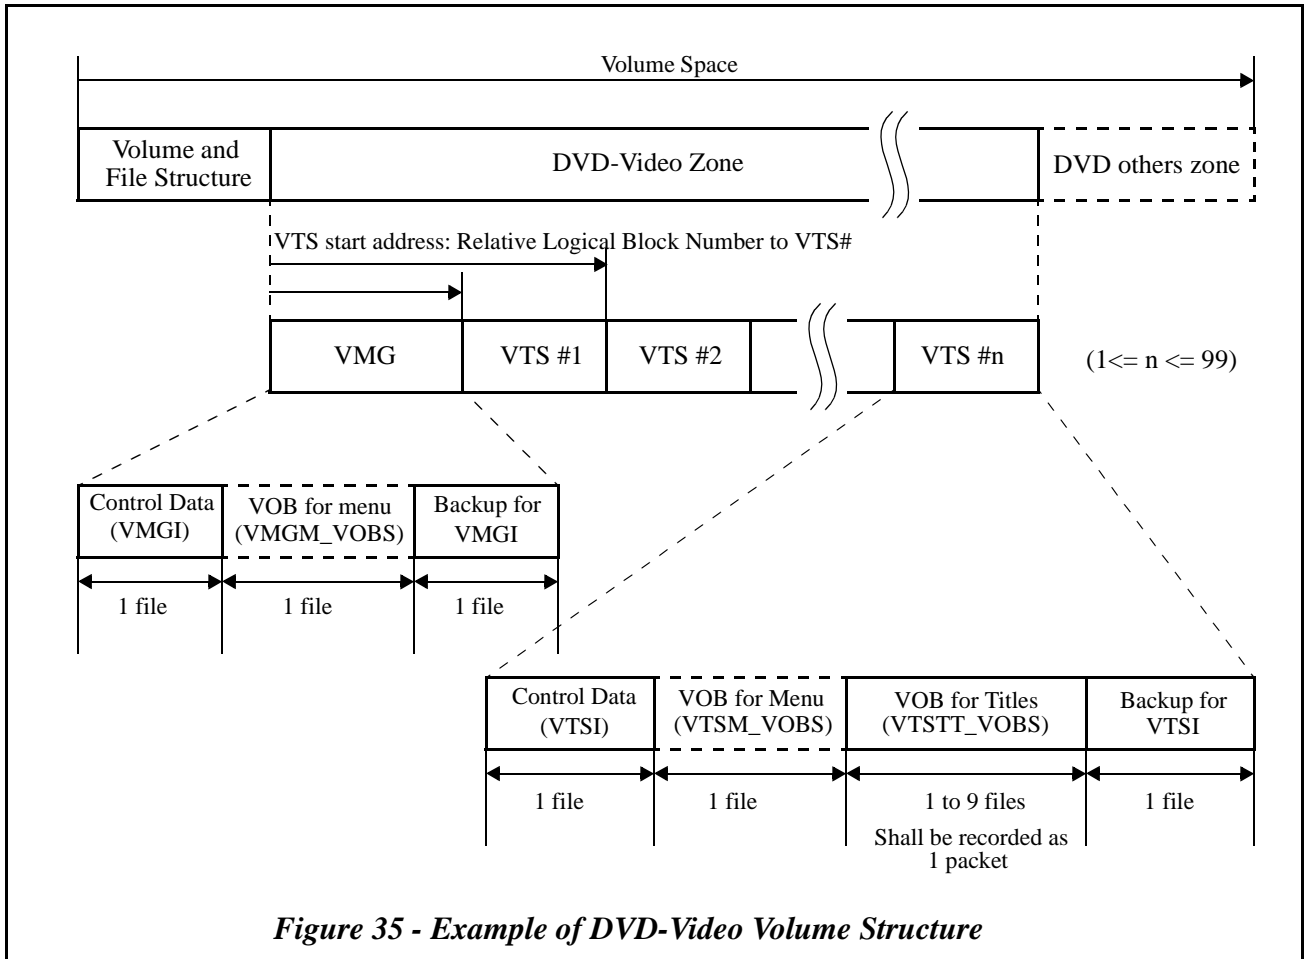 Volume Space
Volume and
File Structure
DVD-Video Zone
DVD others zone
VTS start address: Relative Logical Block Number to VTS#
VMG
VTS #1
VTS #2
VTS #n
(1<= n <= 99)
Control Data
(VMGI)
VOB for menu
(VMGM_VOBS)
Backup for
VMGI
1 file
1 file
1 file
Control Data
(VTSI)
VOB for Menu
(VTSM_VOBS)
VOB for Titles
(VTSTT_VOBS)
Backup for
VTSI
1 file
1 file
1 to 9 files
1 file
Shall be recorded as
1 packet
Figure 35 - Example of DVD-Video Volume Structure